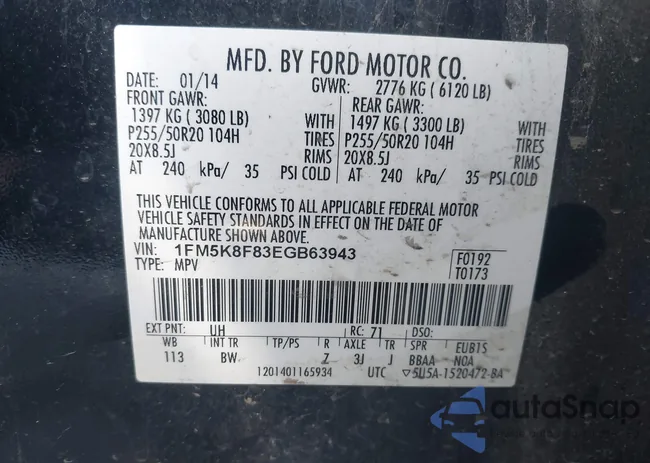 MFD. BY FORD MOTOR CO.
DATE: 01/14 GVWR: 2776 KG ( 6120 LB)
FRONT GAWR: REAR GAWR:
1397 KG ( 3080 LB) WITH 1497 KG ( 3300 LB) WITH
P255/50R20 104H TIRES P255/50R20 104H TIRES
20X8.5J RIMS 20X8.5J RIMS
AT 240 kPa/ 35 PSI COLD AT 240 kPa/ 35 PSI COLD
THIS VEHICLE CONFORMS TO ALL APPLICABLE FEDERAL MOTOR
VEHICLE SAFETY STANDARDS IN EFFECT ON THE DATE OF
MANUFACTURE SHOWN ABOVE.
VIN: 1FM5K8F83EGB63943 F0192
TYPE: MPV T0173
EXT PNT: UH RC: 71 DSO:
WB INT TR TP/PS R AXLE TR SPR EUB1S
113 BW Z 3J J BBAA NOA
1201401165934 UTC ▽5U5A-1520472-BA
autoSnap